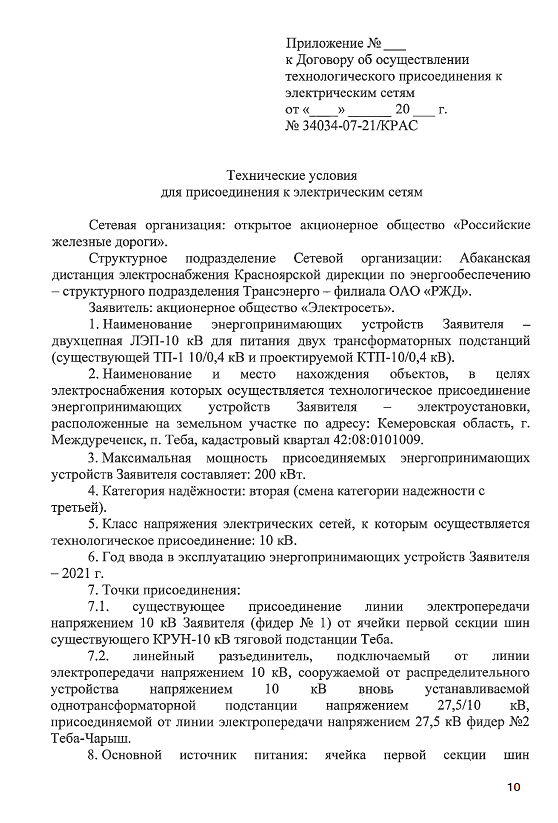 Приложение № ___
к Договору об осуществлении
технологического присоединения к
электрическим сетям
от «____» ______ 20 ___ г.
№ 34034-07-21/КРАС
Технические условия
для присоединения к электрическим сетям
Сетевая организация: открытое акционерное общество «Российские
железные дороги».
Структурное подразделение Сетевой организации: Абаканская
дистанция электроснабжения Красноярской дирекции по энергообеспечению
– структурного подразделения Трансэнерго – филиала ОАО «РЖД».
Заявитель: акционерное общество «Электросеть».
1. Наименование энергопринимающих устройств Заявителя –
двухцепная ЛЭП-10 кВ для питания двух трансформаторных подстанций
(существующей ТП-1 10/0,4 кВ и проектируемой КТП-10/0,4 кВ).
2. Наименование и место нахождения объектов, в целях
электроснабжения которых осуществляется технологическое присоединение
энергопринимающих устройств Заявителя – электроустановки,
расположенные на земельном участке по адресу: Кемеровская область, г.
Междуреченск, п. Теба, кадастровый квартал 42:08:0101009.
3. Максимальная мощность присоединяемых энергопринимающих
устройств Заявителя составляет: 200 кВт.
4. Категория надёжности: вторая (смена категории надежности с
третьей).
5. Класс напряжения электрических сетей, к которым осуществляется
технологическое присоединение: 10 кВ.
6. Год ввода в эксплуатацию энергопринимающих устройств Заявителя
– 2021 г.
7. Точки присоединения:
7.1. существующее присоединение линии электропередачи
напряжением 10 кВ Заявителя (фидер № 1) от ячейки первой секции шин
существующего КРУН-10 кВ тяговой подстанции Теба.
7.2. линейный разъединитель, подключаемый от линии
электропередачи напряжением 10 кВ, сооружаемой от распределительного
устройства напряжением 10 кВ вновь устанавливаемой
однотрансформаторной подстанции напряжением 27,5/10 кВ,
присоединяемой от линии электропередачи напряжением 27,5 кВ фидер №2
Теба-Чарыш.
8. Основной источник питания: ячейка первой секции шин
10